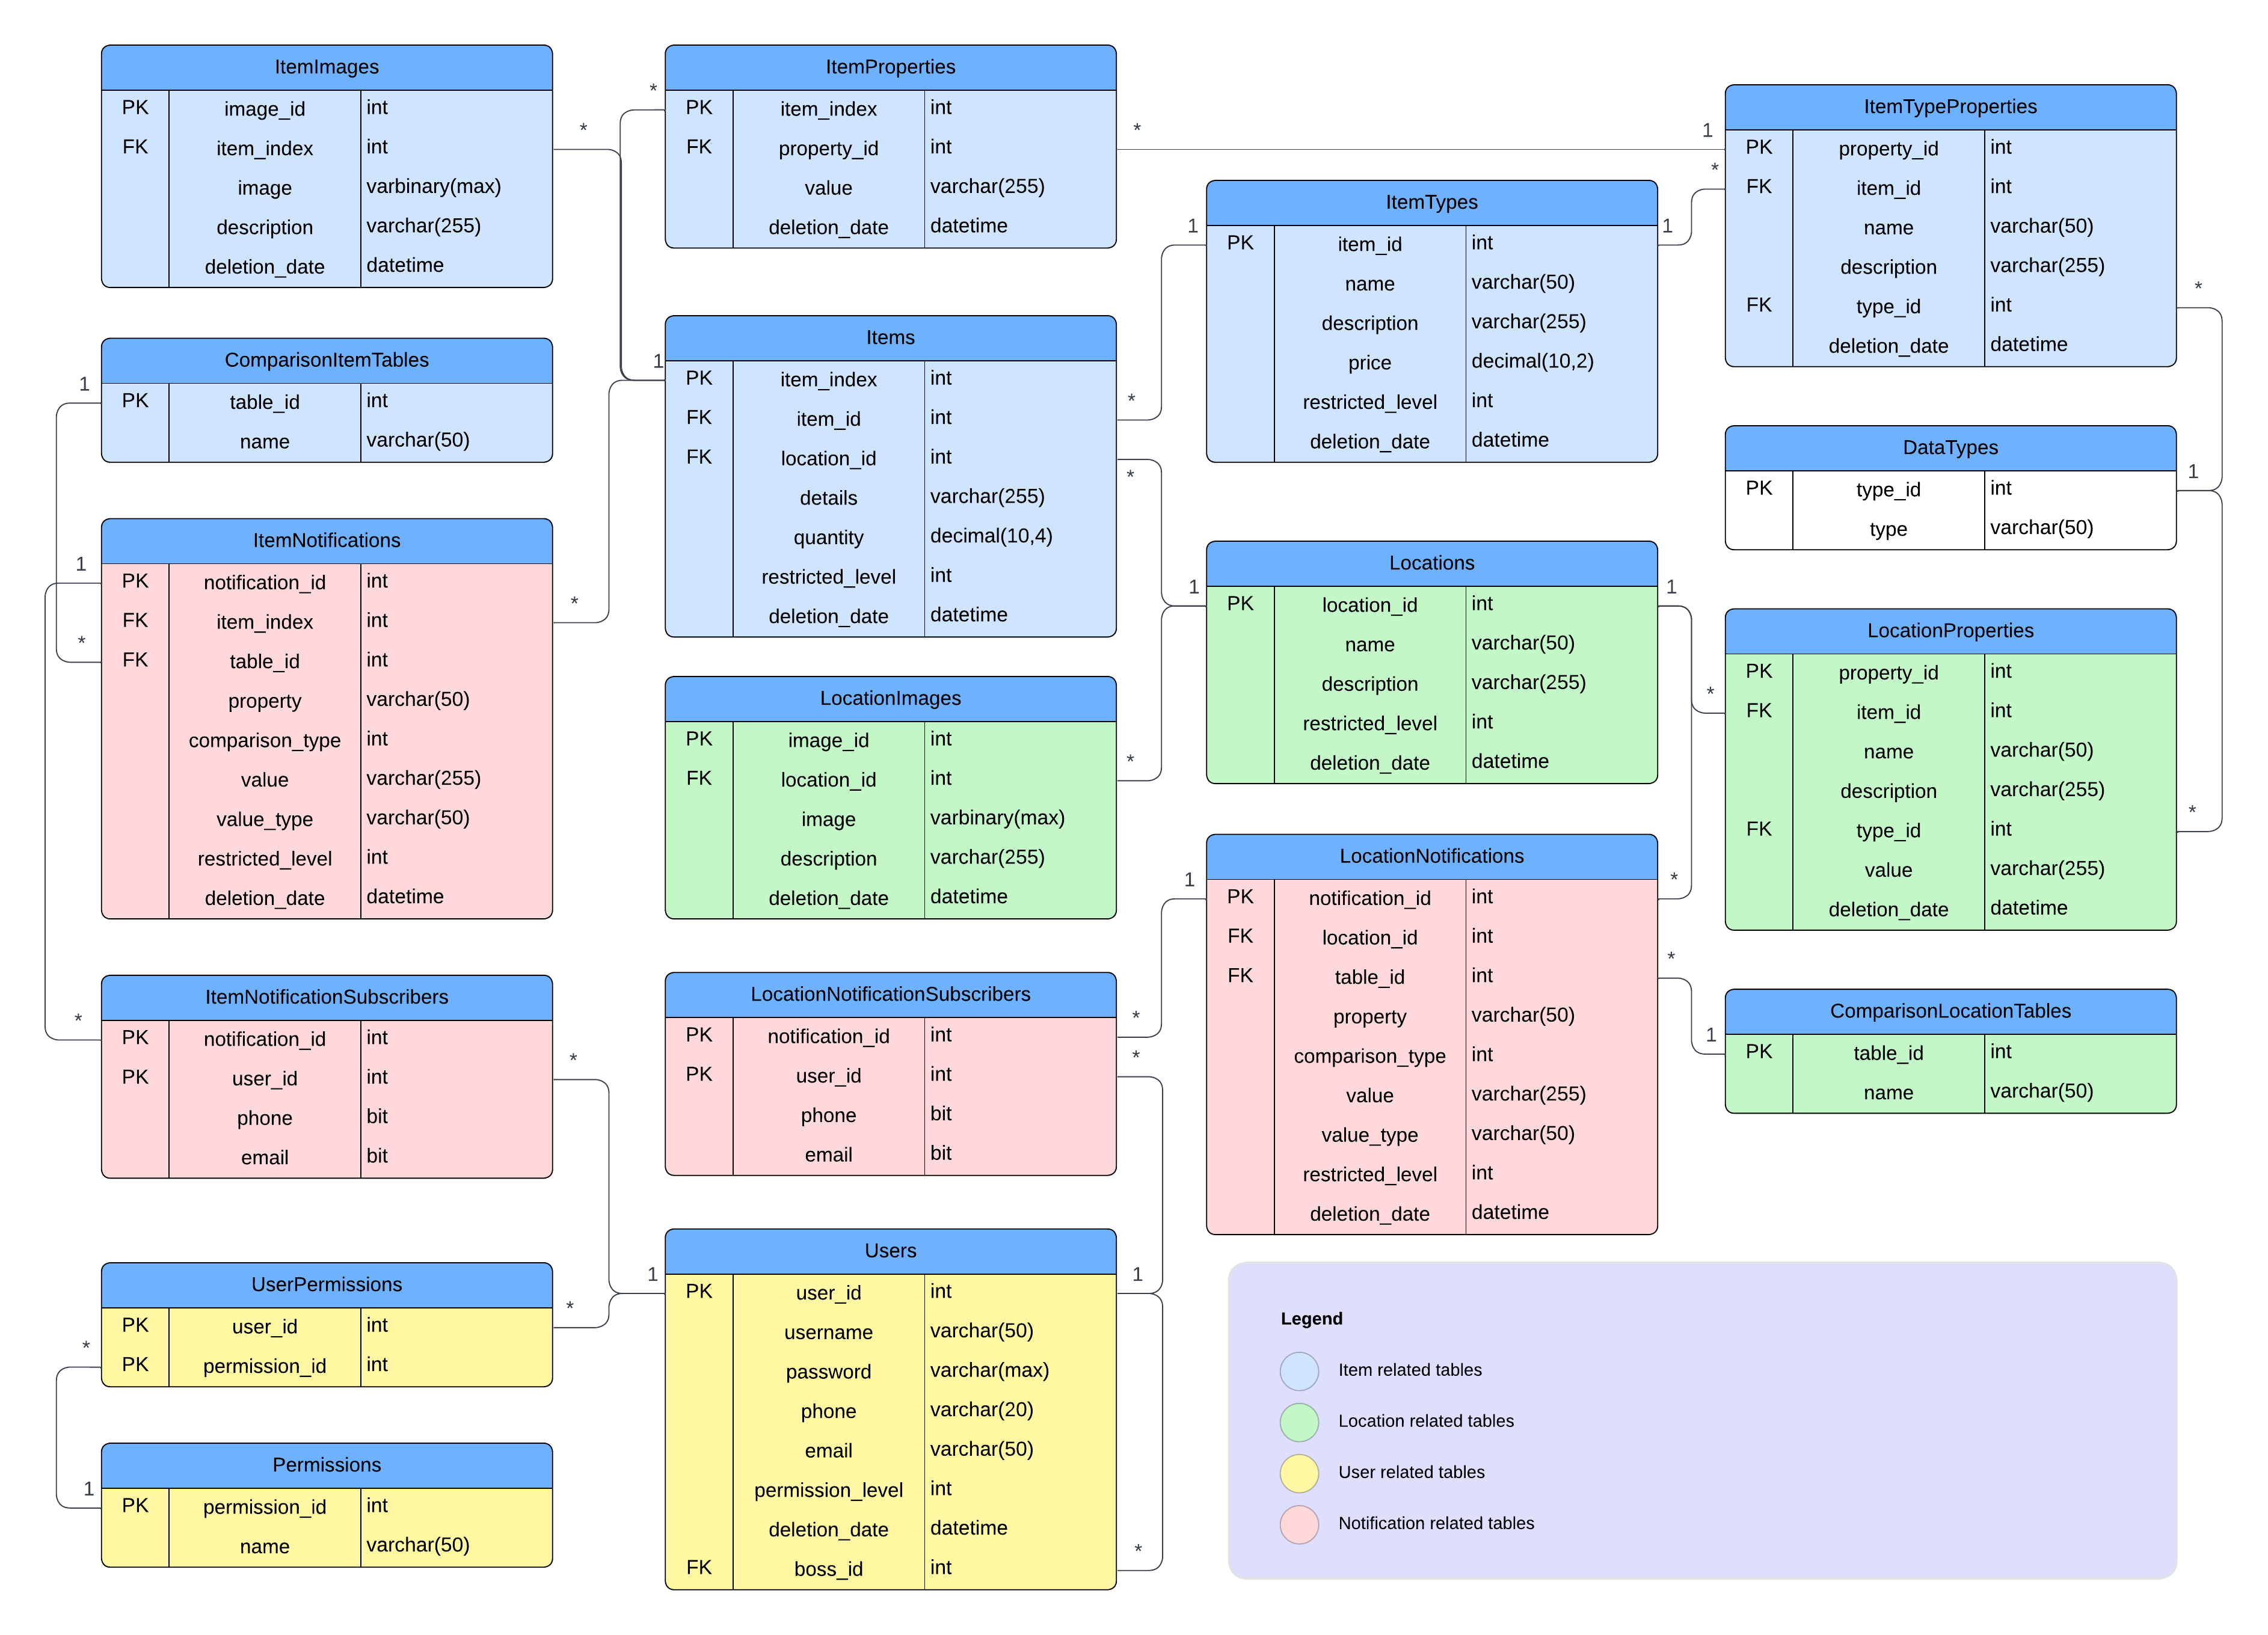 ItemImages
PK image_id int
FK item_index int
image varbinary(max)
description varchar(255)
deletion_date datetime
*
ItemProperties
*
PK item_index int
FK property_id int
value varchar(255)
deletion_date datetime
*
1
ItemTypeProperties
PK property_id int
*
FK item_id int
name varchar(50)
description varchar(255)
FK type_id int
deletion_date datetime
*
ItemTypes
1
1
PK item_id int
name varchar(50)
description varchar(255)
price decimal(10,2)
restricted_level int
deletion_date datetime
ComparisonItemTables
1
PK table_id int
name varchar(50)
Items
1
PK item_index int
FK item_id int
*
FK location_id int
*
details varchar(255)
quantity decimal(10,4)
restricted_level int
deletion_date datetime
DataTypes
1
PK type_id int
type varchar(50)
ItemNotifications
1
PK notification_id int
FK item_index int
*
FK table_id int
*
property varchar(50)
comparison_type int
value varchar(255)
value_type varchar(50)
restricted_level int
deletion_date datetime
Locations
1
1
PK location_id int
name varchar(50)
description varchar(255)
restricted_level int
deletion_date datetime
LocationProperties
PK property_id int
*
FK item_id int
name varchar(50)
description varchar(255)
FK type_id int
*
value varchar(255)
deletion_date datetime
LocationImages
PK image_id int
FK location_id int
*
image varbinary(max)
description varchar(255)
deletion_date datetime
LocationNotifications
1
*
PK notification_id int
FK location_id int
FK table_id int
*
property varchar(50)
comparison_type int
value varchar(255)
value_type varchar(50)
restricted_level int
deletion_date datetime
ComparisonLocationTables
1
PK table_id int
name varchar(50)
ItemNotificationSubscribers
*
PK notification_id int
*
PK user_id int
phone bit
email bit
LocationNotificationSubscribers
*
PK notification_id int
*
PK user_id int
phone bit
email bit
UserPermissions
*
PK user_id int
*
PK permission_id int
Users
1
1
PK user_id int
username varchar(50)
password varchar(max)
phone varchar(20)
email varchar(50)
permission_level int
deletion_date datetime
*
FK boss_id int
Permissions
1
PK permission_id int
name varchar(50)
Legend
Item related tables
Location related tables
User related tables
Notification related tables